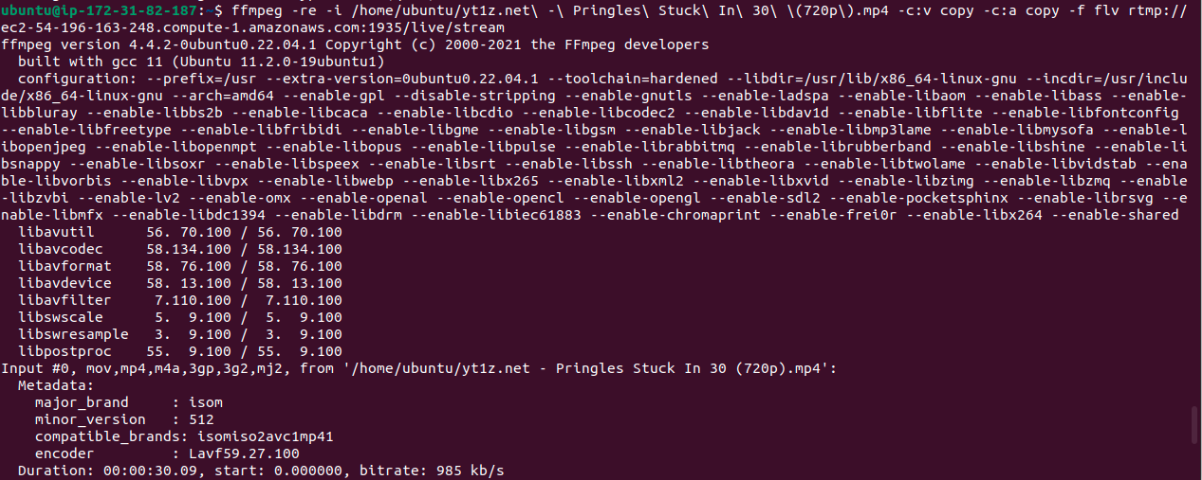 ubuntu@ip-172-31-82-187:~$ ffmpeg -re -i /home/ubuntu/yt1z.net\ -\ Pringles\ Stuck\ In\ 30\ \(720p\).mp4 -c:v copy -c:a copy -f flv rtmp://
ec2-54-196-163-248.compute-1.amazonaws.com:1935/live/stream
ffmpeg version 4.4.2-0ubuntu0.22.04.1 Copyright (c) 2000-2021 the FFmpeg developers
  built with gcc 11 (Ubuntu 11.2.0-19ubuntu1)
  configuration: --prefix=/usr --extra-version=0ubuntu0.22.04.1 --toolchain=hardened --libdir=/usr/lib/x86_64-linux-gnu --incdir=/usr/inclu
de/x86_64-linux-gnu --arch=amd64 --enable-gpl --disable-stripping --enable-gnutls --enable-ladspa --enable-libaom --enable-libass --enable-
libbluray --enable-libbs2b --enable-libcaca --enable-libcdio --enable-libcodec2 --enable-libdav1d --enable-libflite --enable-libfontconfig 
--enable-libfreetype --enable-libfribidi --enable-libgme --enable-libgsm --enable-libjack --enable-libmp3lame --enable-libmysofa --enable-l
ibopenjpeg --enable-libopenmpt --enable-libopus --enable-libpulse --enable-librabbitmq --enable-librubberband --enable-libshine --enable-li
bsnappy --enable-libsoxr --enable-libspeex --enable-libsrt --enable-libssh --enable-libtheora --enable-libtwolame --enable-libvidstab --ena
ble-libvorbis --enable-libvpx --enable-libwebp --enable-libx265 --enable-libxml2 --enable-libxvid --enable-libzimg --enable-libzmq --enable
-libzvbi --enable-lv2 --enable-omx --enable-openal --enable-opencl --enable-opengl --enable-sdl2 --enable-pocketsphinx --enable-librsvg --e
nable-libmfx --enable-libdc1394 --enable-libdrm --enable-libiec61883 --enable-chromaprint --enable-frei0r --enable-libx264 --enable-shared
  libavutil      56. 70.100 / 56. 70.100
  libavcodec     58.134.100 / 58.134.100
  libavformat    58. 76.100 / 58. 76.100
  libavdevice    58. 13.100 / 58. 13.100
  libavfilter     7.110.100 /  7.110.100
  libswscale      5.  9.100 /  5.  9.100
  libswresample   3.  9.100 /  3.  9.100
  libpostproc    55.  9.100 / 55.  9.100
Input #0, mov,mp4,m4a,3gp,3g2,mj2, from '/home/ubuntu/yt1z.net - Pringles Stuck In 30 (720p).mp4':
  Metadata:
    major_brand     : isom
    minor_version   : 512
    compatible_brands: isomiso2avc1mp41
    encoder         : Lavf59.27.100
  Duration: 00:00:30.09, start: 0.000000, bitrate: 985 kb/s